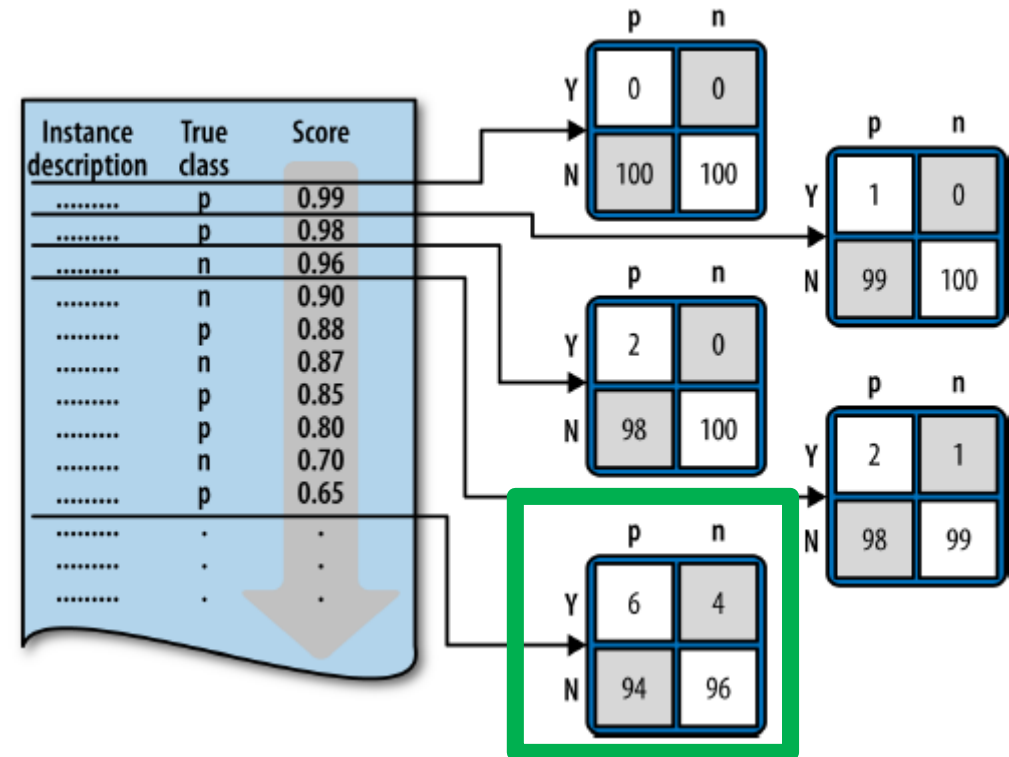 Instance True Score
description class
......... p 0.99
......... p 0.98
......... n 0.96
......... n 0.90
......... p 0.88
......... n 0.87
......... p 0.85
......... p 0.80
......... n 0.70
......... p 0.65
......... . .
......... . .
......... . .
p n
Y 0 0
N 100 100
p n
Y 1 0
N 99 100
p n
Y 2 0
N 98 100
p n
Y 2 1
N 98 99
p n
Y 6 4
N 94 96